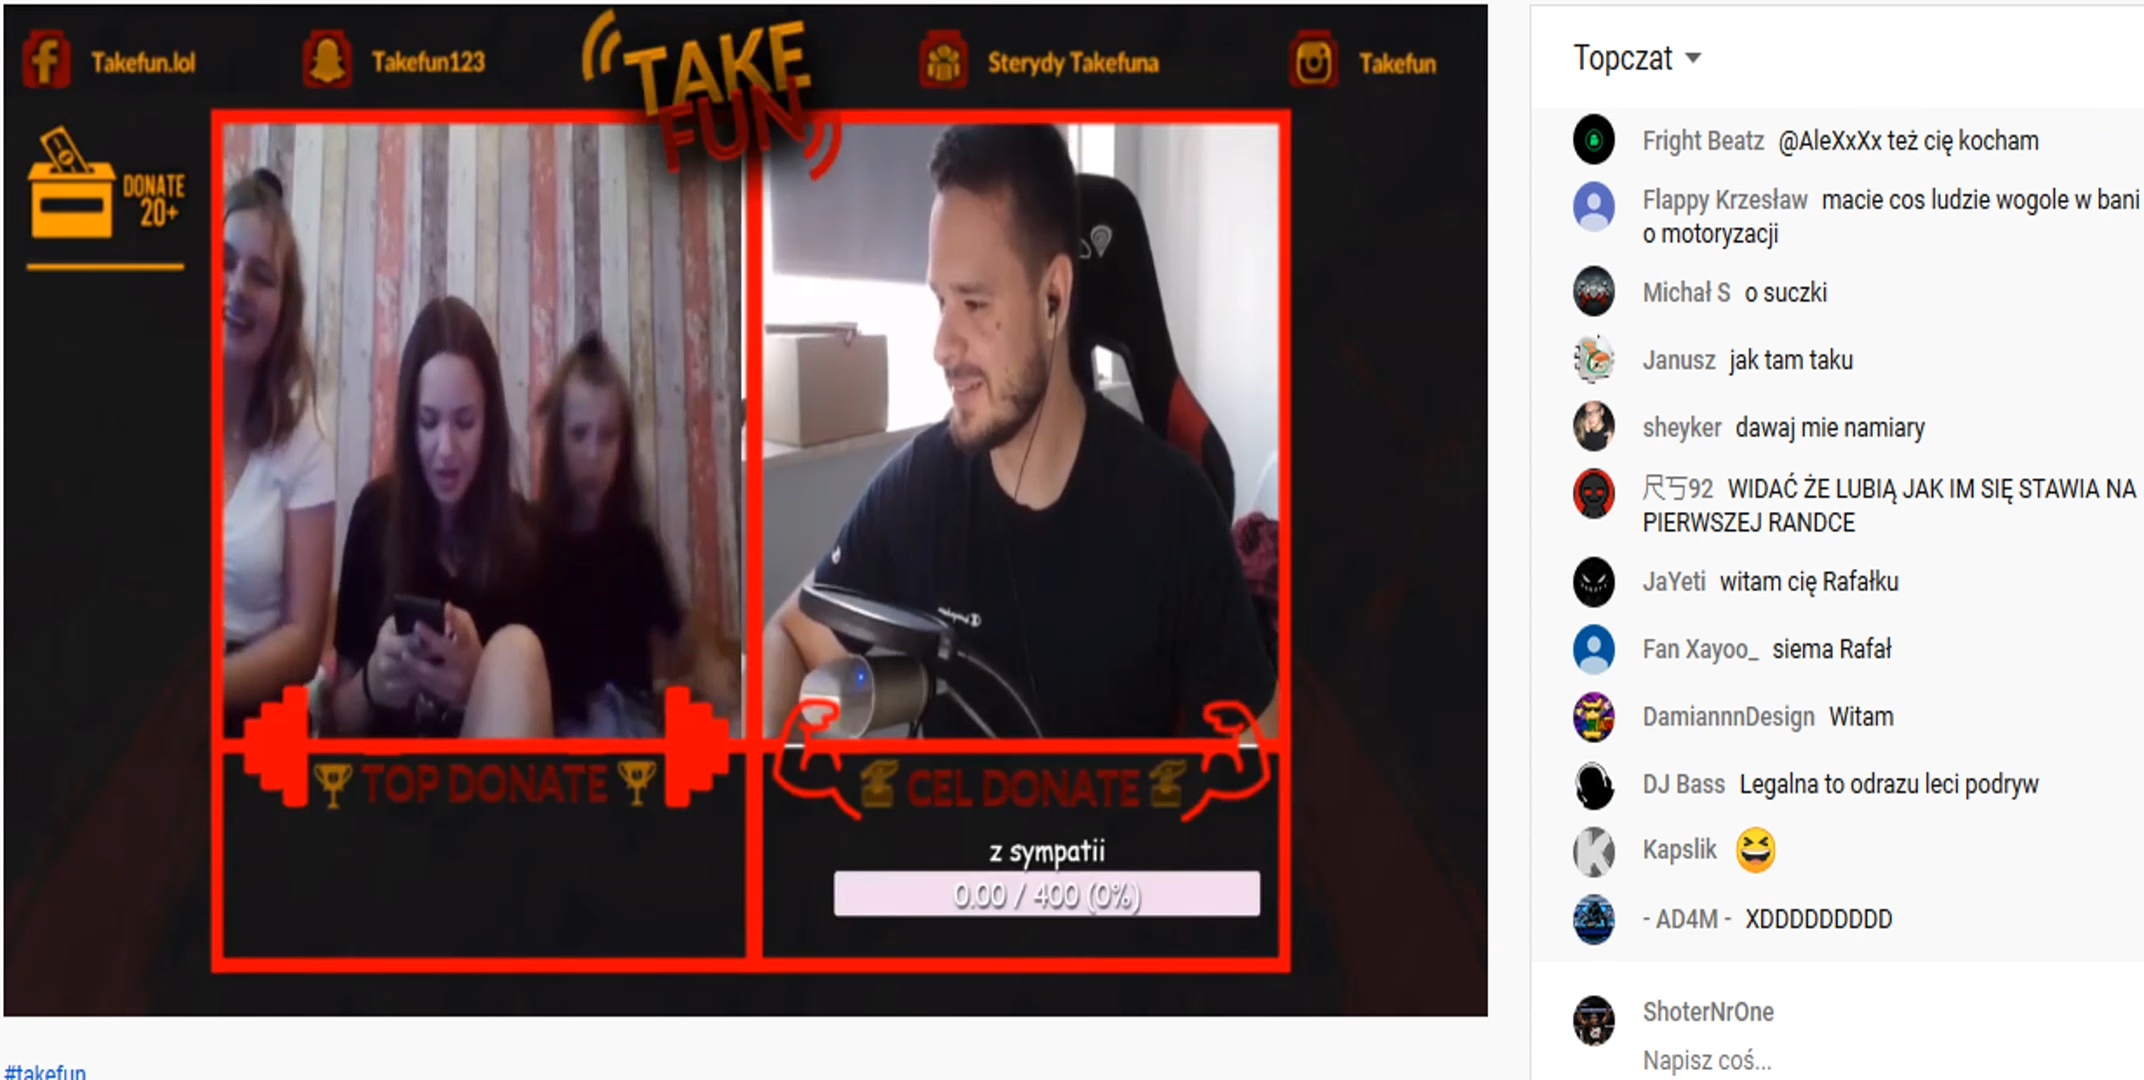 Takefun.lol
Takefun123
TAKE
FUN
Sterydy Takefuna
Takefun
DONATE
20+
TOP DONATE
CEL DONATE
z sympatii
0.00 / 400 (0%)
#takefun
Topczat
Fright Beatz @AleXxXx też cię kocham
Flappy Krzesław macie cos ludzie wogole w bani
o motoryzacji
Michał S o suczki
Janusz jak tam taku
sheyker dawaj mie namiary
尺丂92 WIDAĆ ŻE LUBIĄ JAK IM SIĘ STAWIA NA
PIERWSZEJ RANDCE
JaYeti witam cię Rafałku
Fan Xayoo_ siema Rafał
DamiannnDesign Witam
DJ Bass Legalna to odrazu leci podryw
Kapslik 😆
- AD4M - XDDDDDDDDD
ShoterNrOne
Napisz coś...